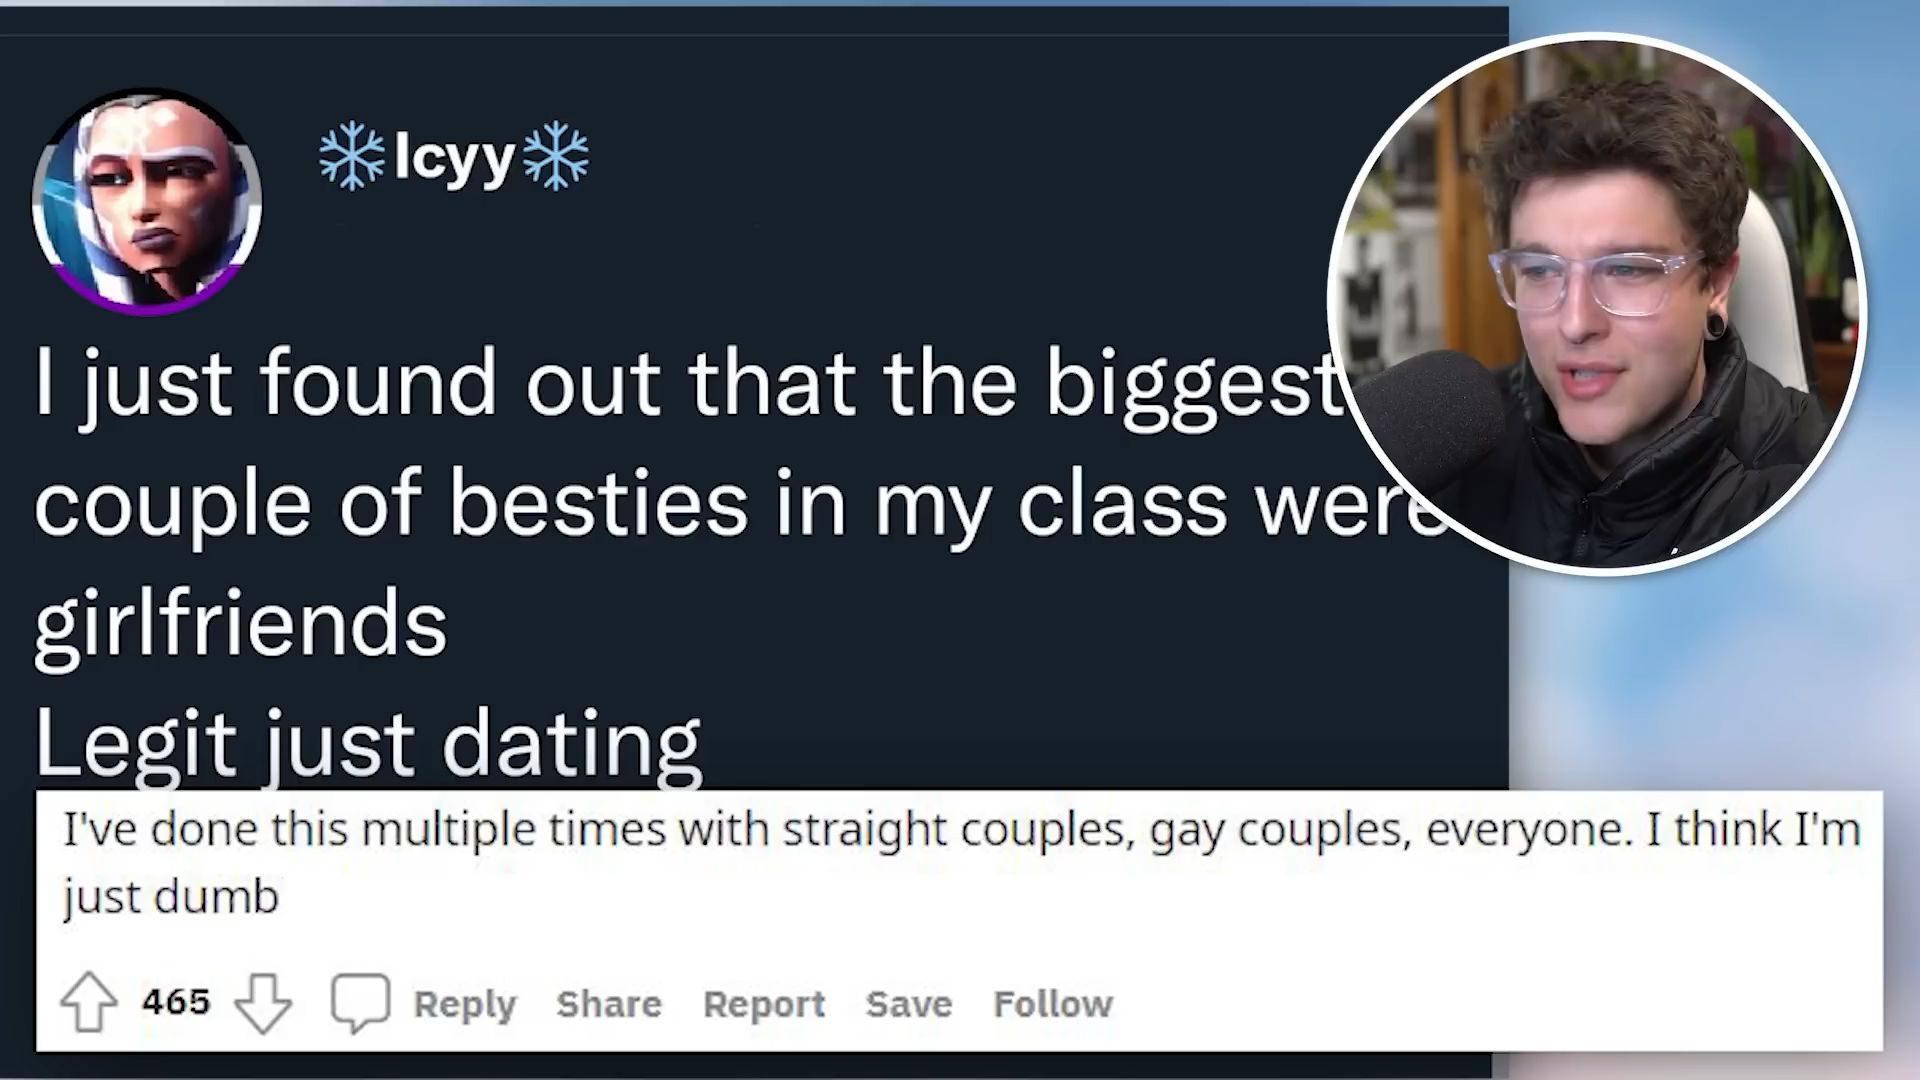 ❄️Icyy❄️
I just found out that the biggest
couple of besties in my class were
girlfriends
Legit just dating
I've done this multiple times with straight couples, gay couples, everyone. I think I'm
just dumb
465 Reply Share Report Save Follow